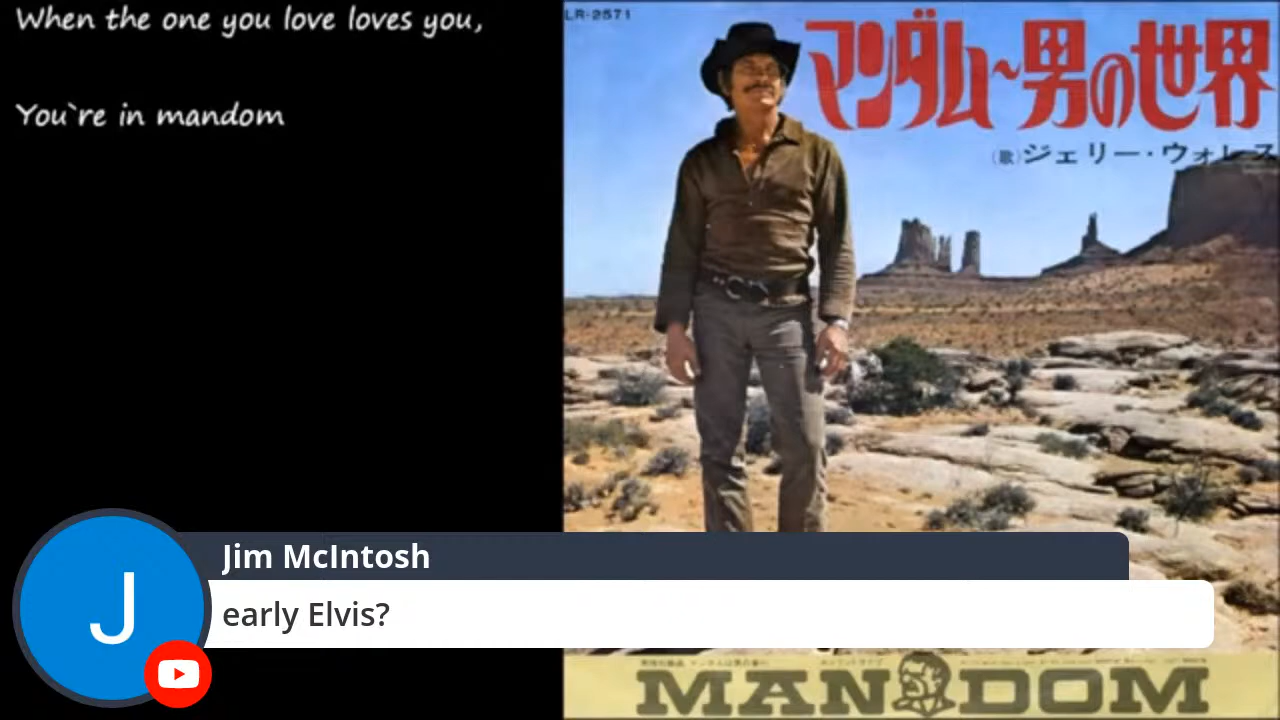 When the one you love loves you,
You`re in mandom
LR-2571
マンダム~男の世界
(歌)ジェリー・ウォレス
J
Jim McIntosh
early Elvis?
MANDOM